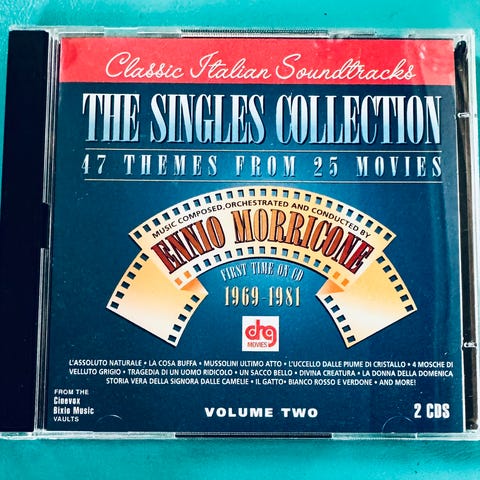 Classic Italian Soundtracks
THE SINGLES COLLECTION
47 THEMES FROM 25 MOVIES
MUSIC COMPOSED, ORCHESTRATED AND CONDUCTED BY
ENNIO MORRICONE
FIRST TIME ON CD
1969-1981
drg
MOVIES
L'ASSOLUTO NATURALE • LA COSA BUFFA • MUSSOLINI ULTIMO ATTO • L'UCCELLO DALLE PIUME DI CRISTALLO • 4 MOSCHE DI
VELLUTO GRIGIO • TRAGEDIA DI UN UOMO RIDICOLO • UN SACCO BELLO • DIVINA CREATURA • LA DONNA DELLA DOMENICA
STORIA VERA DELLA SIGNORA DALLE CAMELIE • IL GATTO • BIANCO ROSSO E VERDONE • AND MORE!
FROM THE
Cinevox
Bixio Music
VAULTS
VOLUME TWO
2 CDS